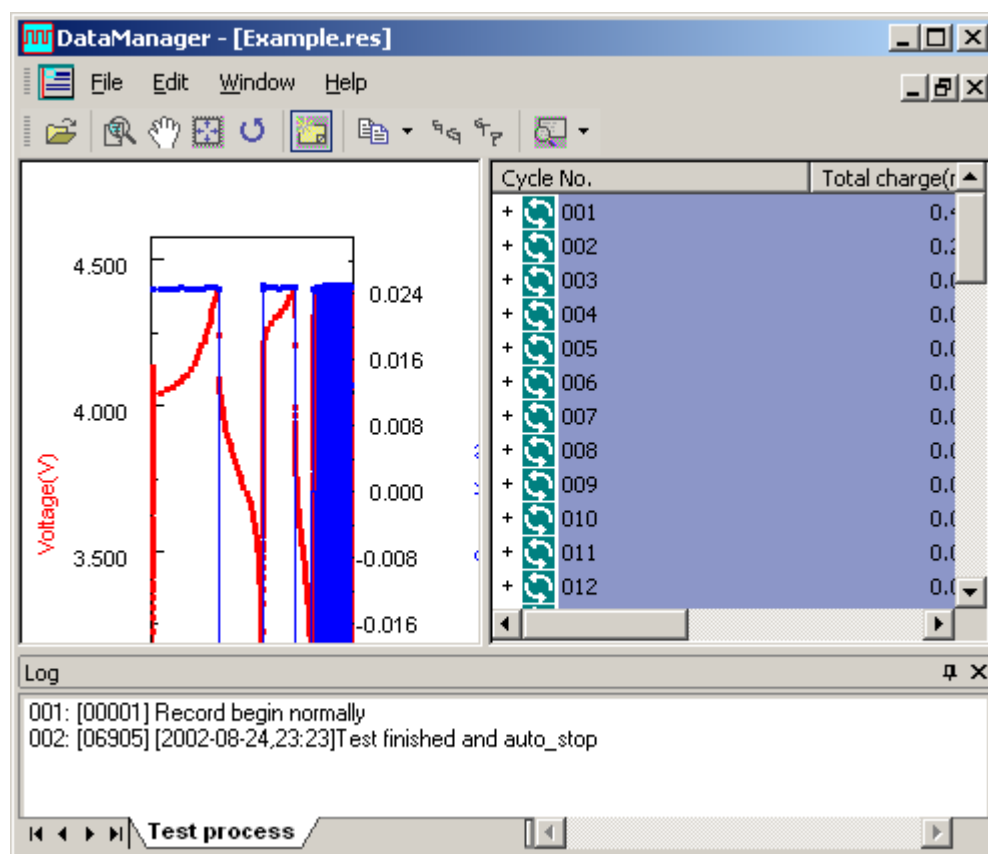 DataManager - [Example.res]
File Edit Window Help
4.500
4.000
3.500
Voltage(V)
0.024
0.016
0.008
0.000
-0.008
-0.016
Cycle No. Total
001
002
003
004
005
006
007
008
009
010
011
012
Log
001: [00001] Record begin normally
002: [06905] [2002-08-24,23:23]Test finished and auto_stop
Test process